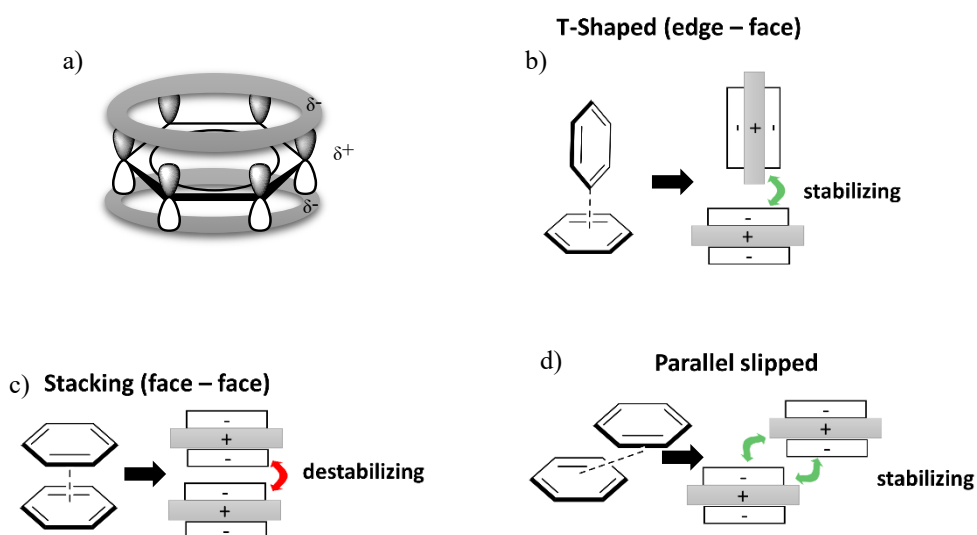 a)
δ-
δ+
δ-
T-Shaped (edge – face)
b)
- + -
stabilizing
-
+
-
c) Stacking (face – face)
-
+
-
destabilizing
-
+
-
d) Parallel slipped
-
+
-
-
+
-
stabilizing